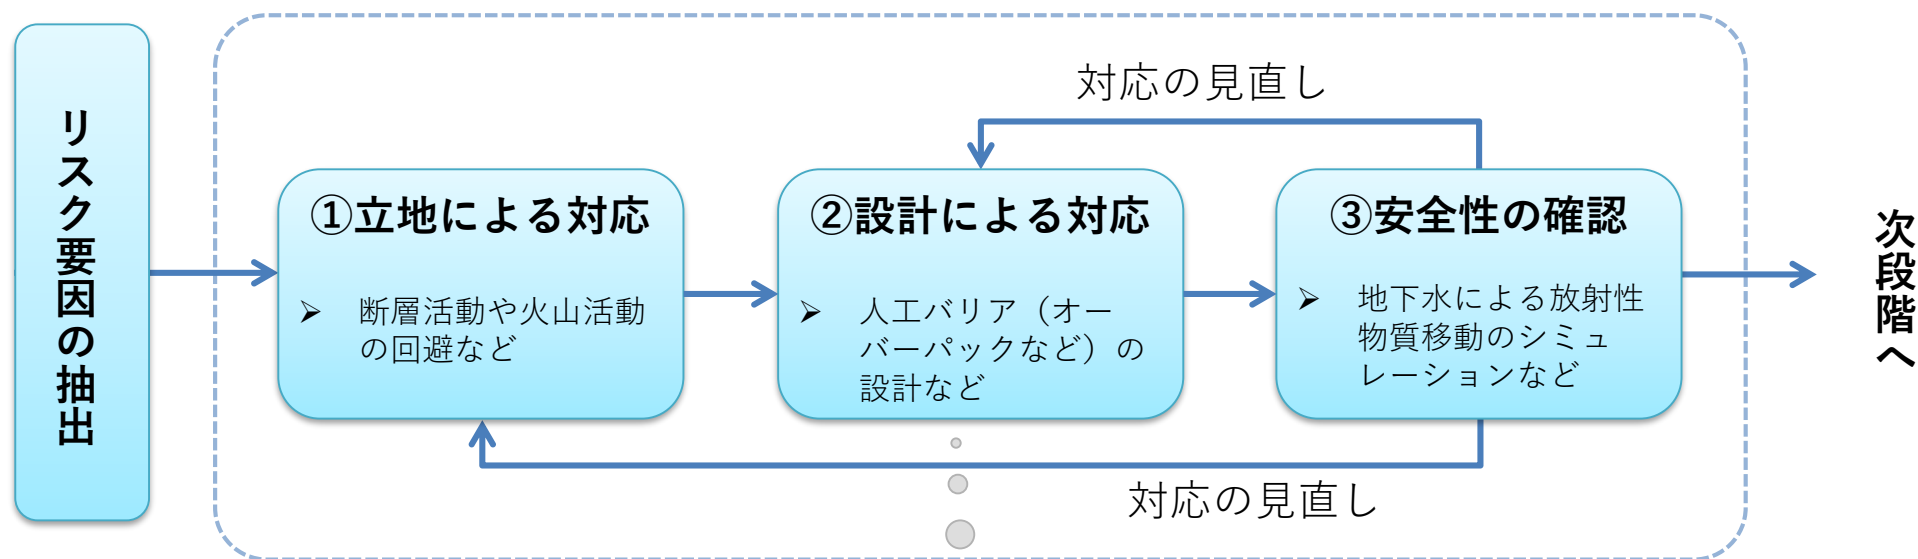 リスク要因の抽出
対応の見直し
①立地による対応
➢ 断層活動や火山活動
の回避など
②設計による対応
➢ 人工バリア（オー
バーパックなど）の
設計など
③安全性の確認
➢ 地下水による放射性
物質移動のシミュ
レーションなど
対応の見直し
次段階へ